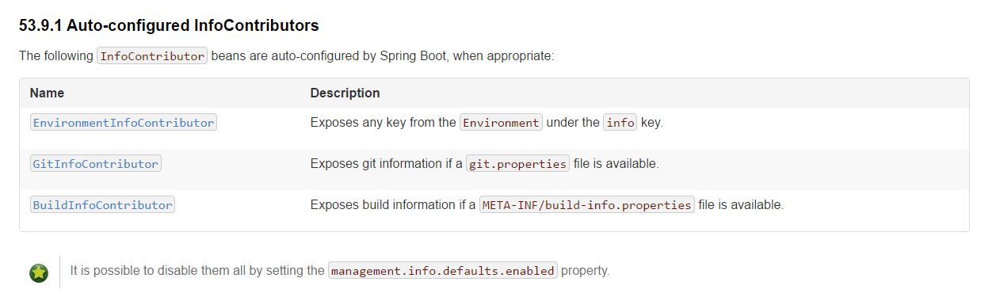 53.9.1 Auto-configured InfoContributors
The following InfoContributor beans are auto-configured by Spring Boot, when appropriate:
Name Description
EnvironmentInfoContributor Exposes any key from the Environment under the info key.
GitInfoContributor Exposes git information if a git.properties file is available.
BuildInfoContributor Exposes build information if a META-INF/build-info.properties file is available.
It is possible to disable them all by setting the management.info.defaults.enabled property.